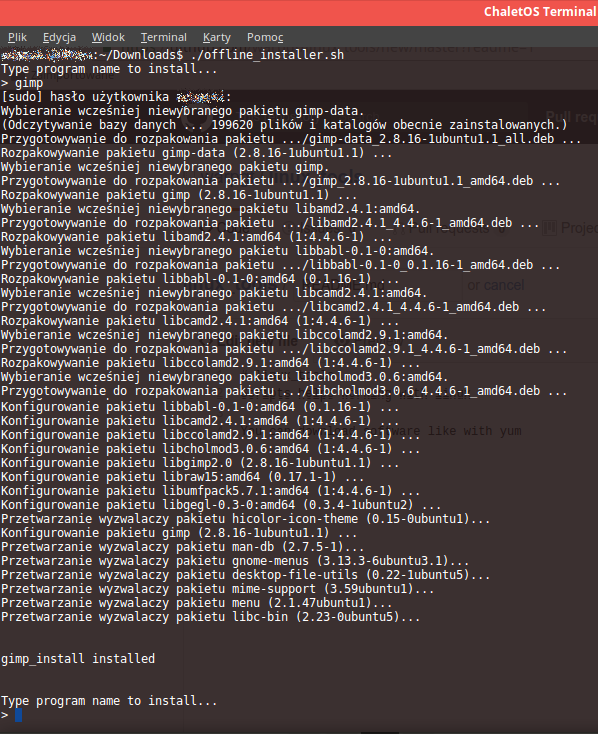 ChaletOS Terminal
Plik Edycja Widok Terminal Karty Pomoc
:~/Downloads$ ./offline_installer.sh
Type program name to install...
> gimp
[sudo] hasło użytkownika :
Wybieranie wcześniej niewybranego pakietu gimp-data.
(Odczytywanie bazy danych ... 199620 plików i katalogów obecnie zainstalowanych.)
Przygotowywanie do rozpakowania pakietu .../gimp-data_2.8.16-1ubuntu1.1_all.deb ...
Rozpakowywanie pakietu gimp-data (2.8.16-1ubuntu1.1) ...
Wybieranie wcześniej niewybranego pakietu gimp.
Przygotowywanie do rozpakowania pakietu .../gimp_2.8.16-1ubuntu1.1_amd64.deb ...
Rozpakowywanie pakietu gimp (2.8.16-1ubuntu1.1) ...
Wybieranie wcześniej niewybranego pakietu libamd2.4.1:amd64.
Przygotowywanie do rozpakowania pakietu .../libamd2.4.1_4.4.6-1_amd64.deb ...
Rozpakowywanie pakietu libamd2.4.1:amd64 (1:4.4.6-1) ...
Wybieranie wcześniej niewybranego pakietu libbabl-0.1-0:amd64.
Przygotowywanie do rozpakowania pakietu .../libbabl-0.1-0_0.1.16-1_amd64.deb ...
Rozpakowywanie pakietu libbabl-0.1-0:amd64 (0.1.16-1) ...
Wybieranie wcześniej niewybranego pakietu libcamd2.4.1:amd64.
Przygotowywanie do rozpakowania pakietu .../libcamd2.4.1_4.4.6-1_amd64.deb ...
Rozpakowywanie pakietu libcamd2.4.1:amd64 (1:4.4.6-1) ...
Wybieranie wcześniej niewybranego pakietu libccolamd2.9.1:amd64.
Przygotowywanie do rozpakowania pakietu .../libccolamd2.9.1_4.4.6-1_amd64.deb ...
Rozpakowywanie pakietu libccolamd2.9.1:amd64 (1:4.4.6-1) ...
Wybieranie wcześniej niewybranego pakietu libcholmod3.0.6:amd64.
Przygotowywanie do rozpakowania pakietu .../libcholmod3.0.6_4.4.6-1_amd64.deb ...
Konfigurowanie pakietu libbabl-0.1-0:amd64 (0.1.16-1) ...
Konfigurowanie pakietu libcamd2.4.1:amd64 (1:4.4.6-1) ...
Konfigurowanie pakietu libccolamd2.9.1:amd64 (1:4.4.6-1) ...
Konfigurowanie pakietu libcholmod3.0.6:amd64 (1:4.4.6-1) ...
Konfigurowanie pakietu libgimp2.0 (2.8.16-1ubuntu1.1) ...
Konfigurowanie pakietu libraw15:amd64 (0.17.1-1) ...
Konfigurowanie pakietu libumfpack5.7.1:amd64 (1:4.4.6-1) ...
Konfigurowanie pakietu libgegl-0.3-0:amd64 (0.3.4-1ubuntu2) ...
Przetwarzanie wyzwalaczy pakietu hicolor-icon-theme (0.15-0ubuntu1)...
Konfigurowanie pakietu gimp (2.8.16-1ubuntu1.1) ...
Przetwarzanie wyzwalaczy pakietu man-db (2.7.5-1)...
Przetwarzanie wyzwalaczy pakietu gnome-menus (3.13.3-6ubuntu3.1)...
Przetwarzanie wyzwalaczy pakietu desktop-file-utils (0.22-1ubuntu5)...
Przetwarzanie wyzwalaczy pakietu mime-support (3.59ubuntu1)...
Przetwarzanie wyzwalaczy pakietu menu (2.1.47ubuntu1)...
Przetwarzanie wyzwalaczy pakietu libc-bin (2.23-0ubuntu5)...
gimp_install installed
Type program name to install...
>